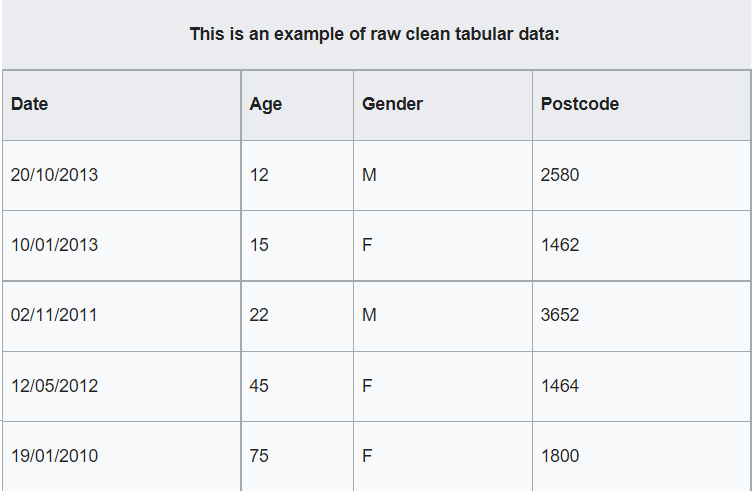 This is an example of raw clean tabular data:
Date Age Gender Postcode
20/10/2013 12 M 2580
10/01/2013 15 F 1462
02/11/2011 22 M 3652
12/05/2012 45 F 1464
19/01/2010 75 F 1800